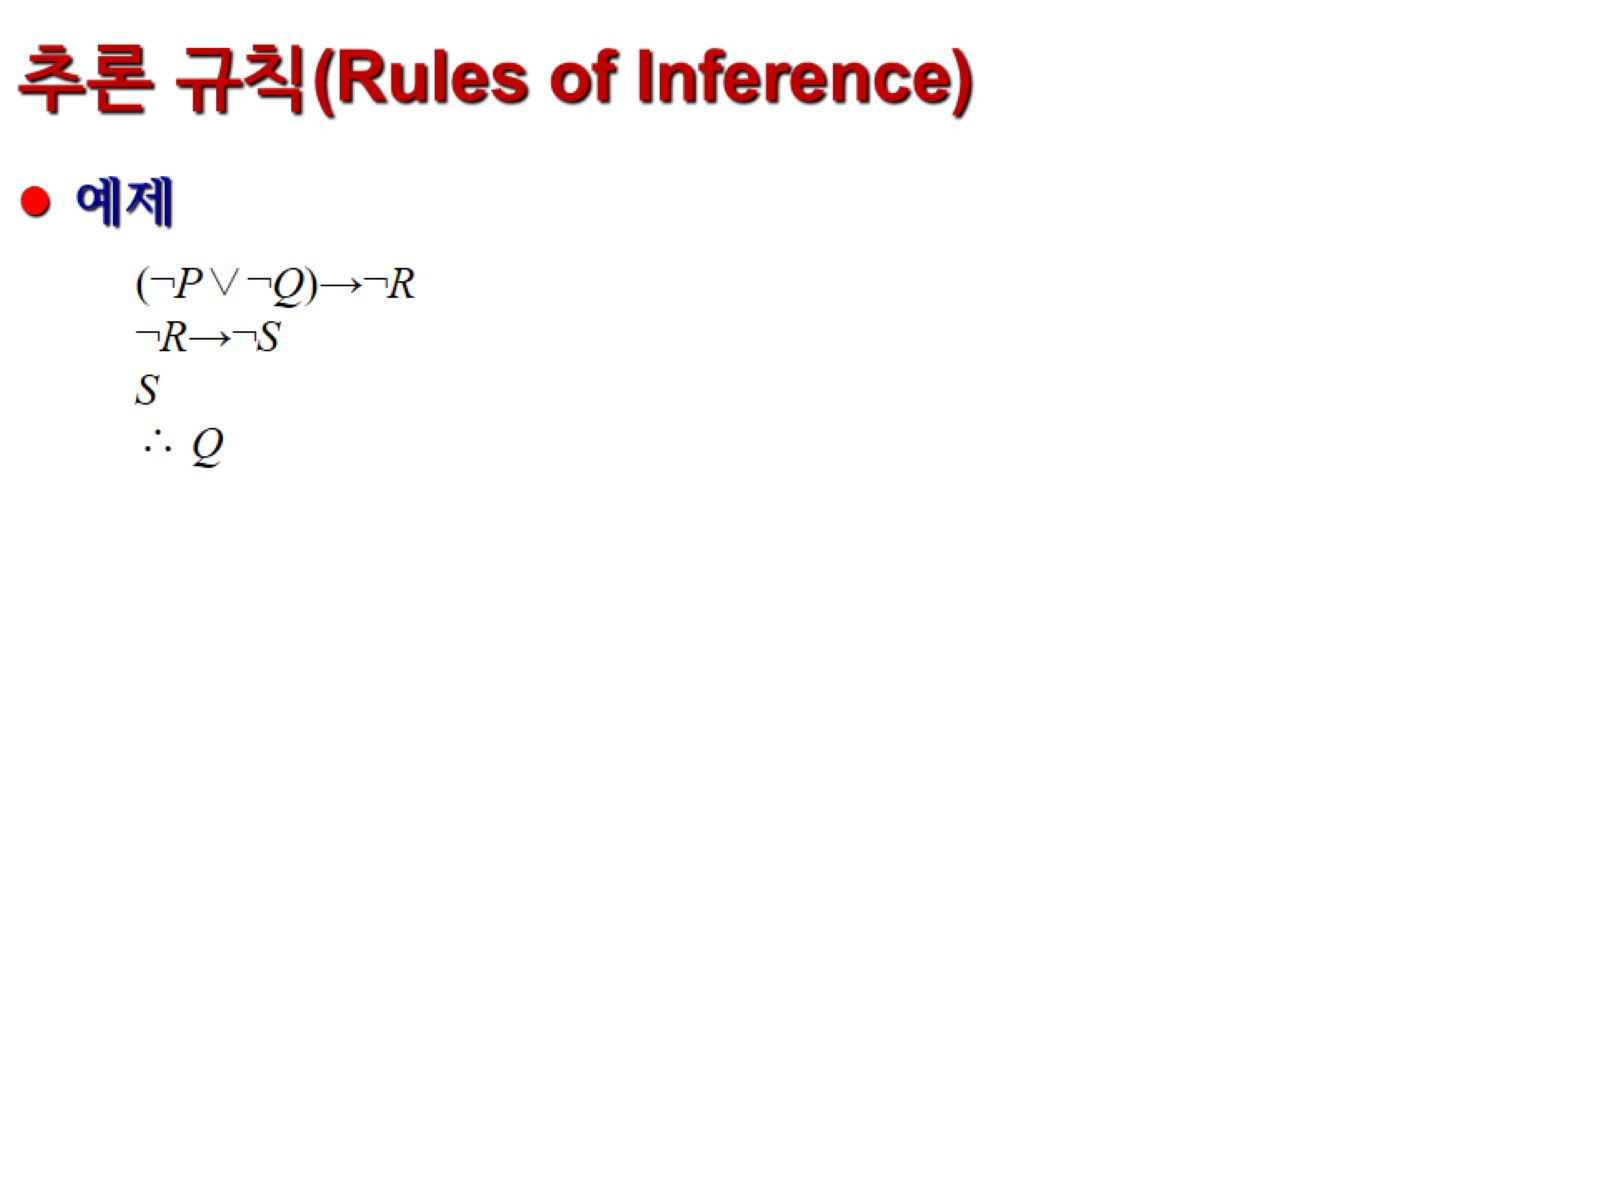 추론 규칙(Rules of Inference)
● 예제
(¬P∨¬Q)→¬R
¬R→¬S
S
∴ Q